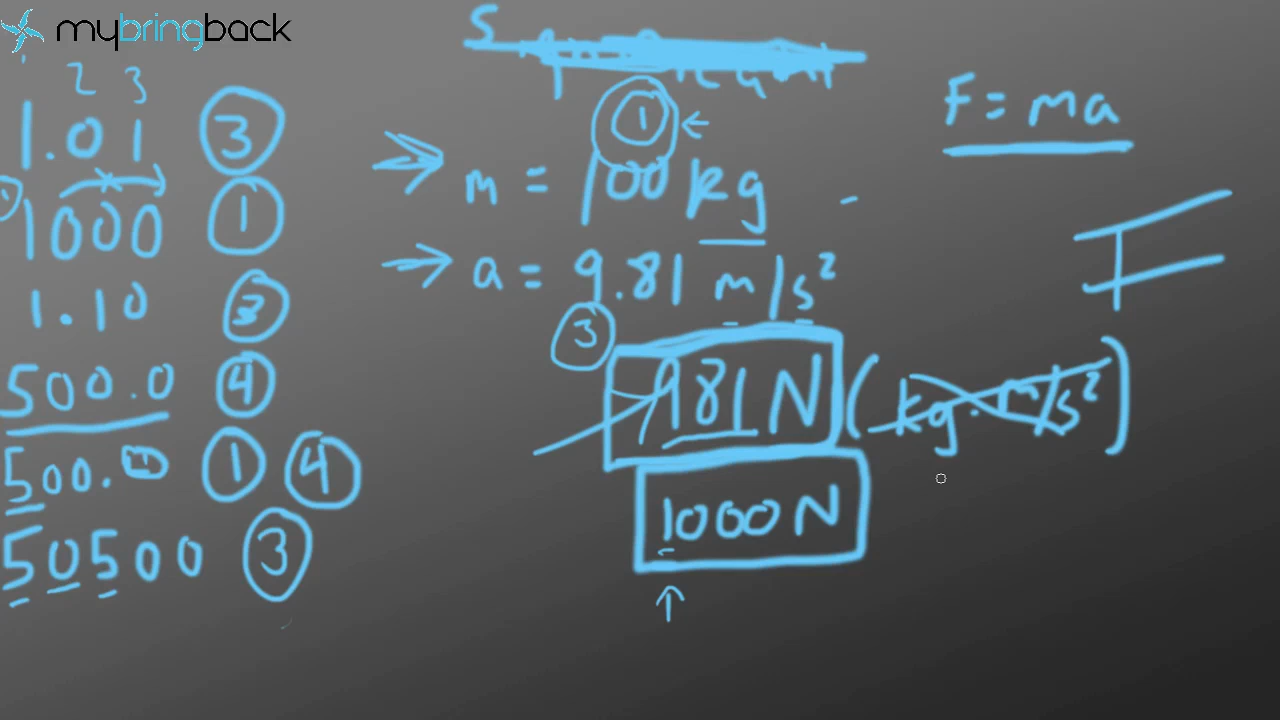 mybringback
S
2 3
1.01 3
1000 1
1.10
500.0 4
500. 1 4
50500 3
1 ←
→ m = 100 kg
→ a = 9.81 m/s²
3
981 N (kg·m/s²)
1000 N
↑
F = ma